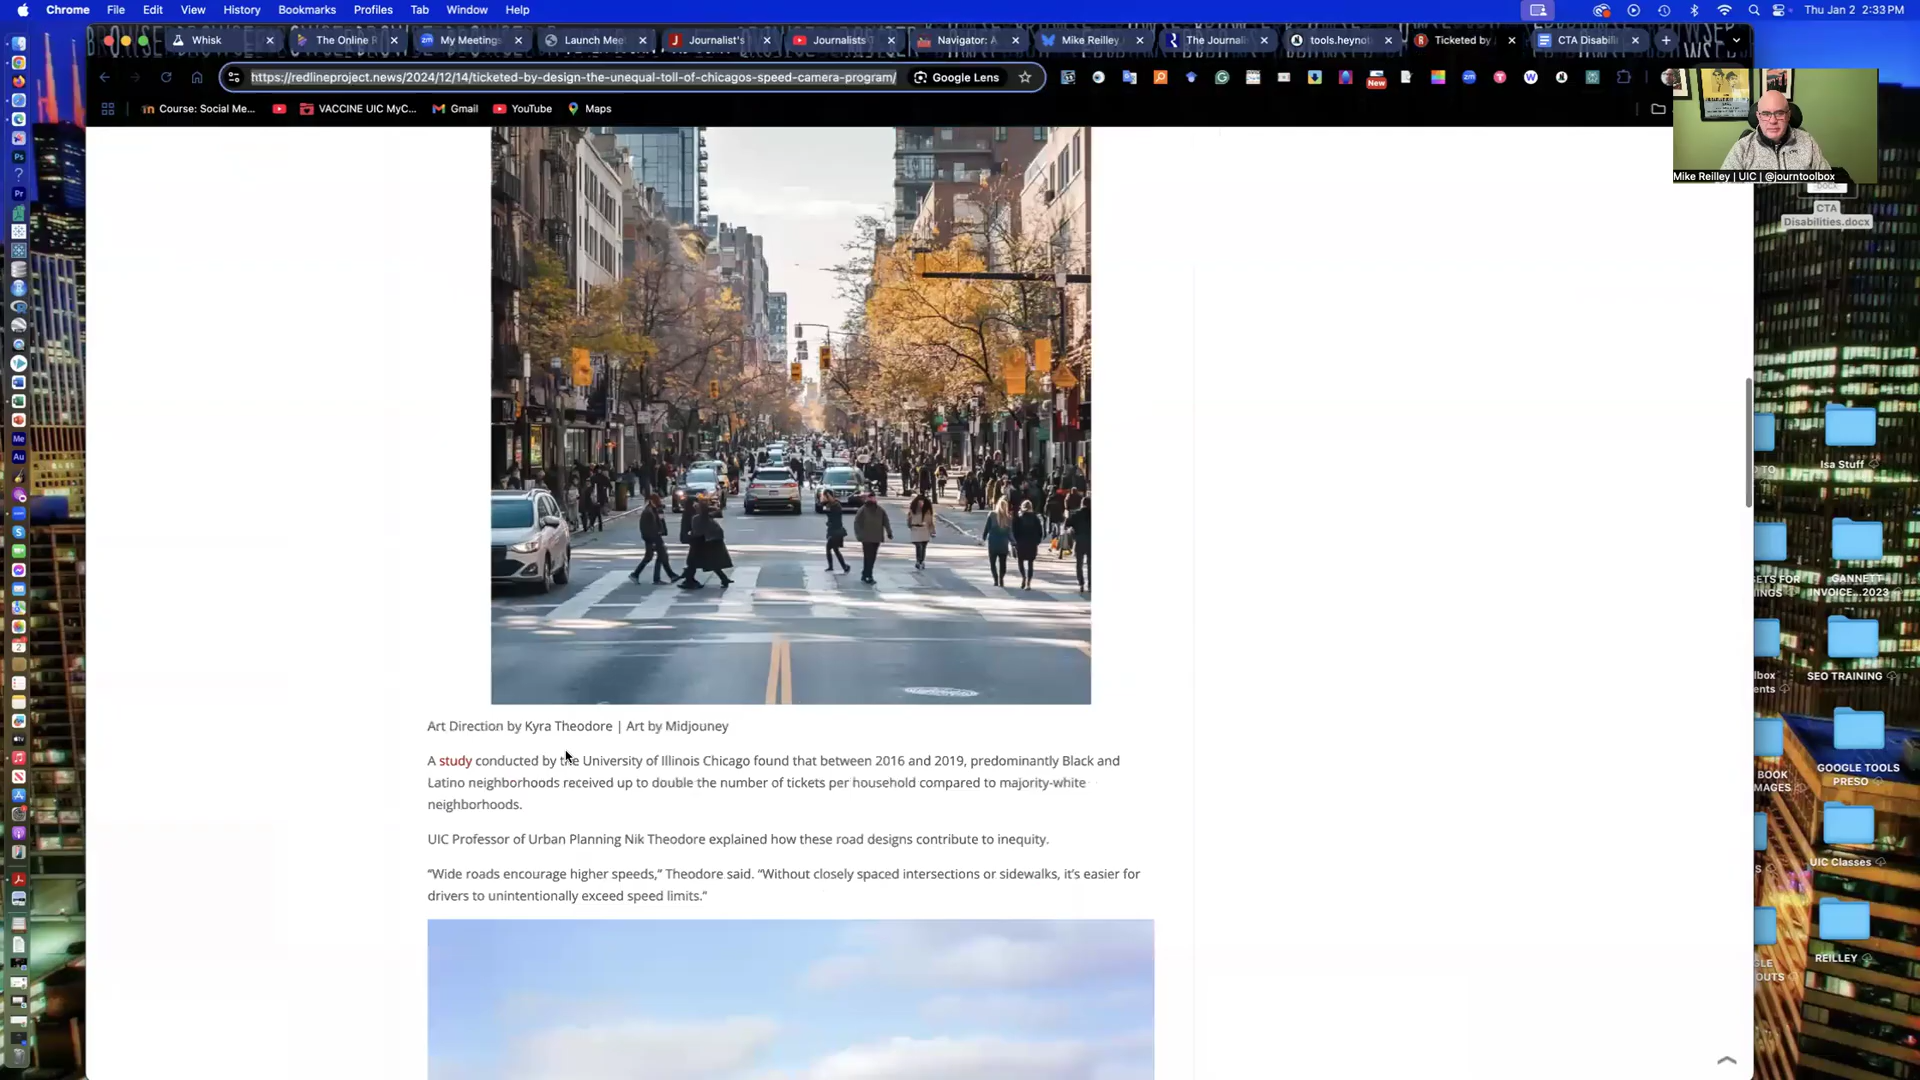 Chrome File Edit View History Bookmarks Profiles Tab Window Help
Thu Jan 2 2:33 PM
Whisk
The Online R
My Meetings
Launch Mee
Journalist's
Journalists
Navigator: A
Mike Reilley
The Journali
tools.heynot
Ticketed by
CTA Disabili
https://redlineproject.news/2024/12/14/ticketed-by-design-the-unequal-toll-of-chicagos-speed-camera-program/
Google Lens
New
Course: Social Me...
VACCINE UIC MyC...
Gmail
YouTube
Maps
Mike Reilley | UIC | @journtoolbox
CTA
Disabilities.docx
Art Direction by Kyra Theodore | Art by Midjouney
A study conducted by the University of Illinois Chicago found that between 2016 and 2019, predominantly Black and
Latino neighborhoods received up to double the number of tickets per household compared to majority-white
neighborhoods.
UIC Professor of Urban Planning Nik Theodore explained how these road designs contribute to inequity.
“Wide roads encourage higher speeds,” Theodore said. “Without closely spaced intersections or sidewalks, it’s easier for
drivers to unintentionally exceed speed limits.”
Isa Stuff
GANNETT
INVOICE...2023
SEO TRAINING
GOOGLE TOOLS
PRESO
UIC Classes
REILLEY
BOOK